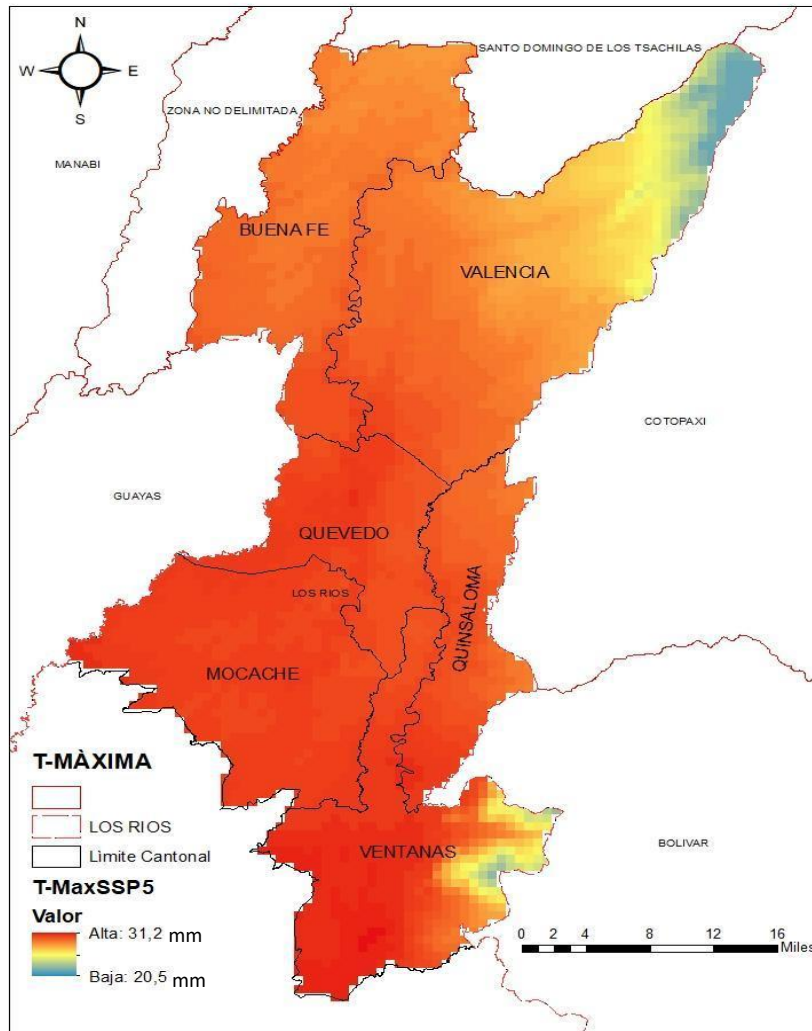 N
W E
S
SANTO DOMINGO DE LOS TSACHILAS
ZONA NO DELIMITADA
MANABI
BUENA FE
VALENCIA
COTOPAXI
GUAYAS
QUEVEDO
LOS RIOS
QUINSALOMA
MOCACHE
VENTANAS
BOLIVAR
T-MÀXIMA
LOS RIOS
Lìmite Cantonal
T-MaxSSP5
Valor
Alta: 31,2 mm
Baja: 20,5 mm
0 2 4 8 12 16
Miles